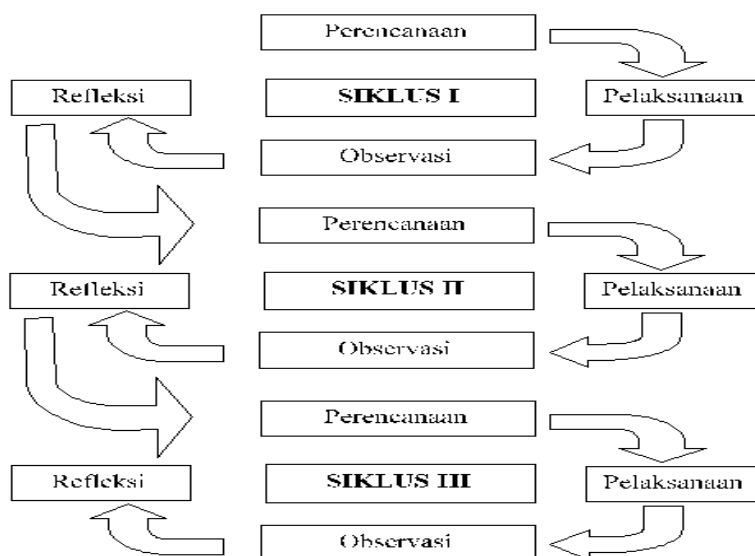 Perencanaan
Refleksi
SIKLUS I
Pelaksanaan
Observasi
Perencanaan
Refleksi
SIKLUS II
Pelaksanaan
Observasi
Perencanaan
Refleksi
SIKLUS III
Pelaksanaan
Observasi